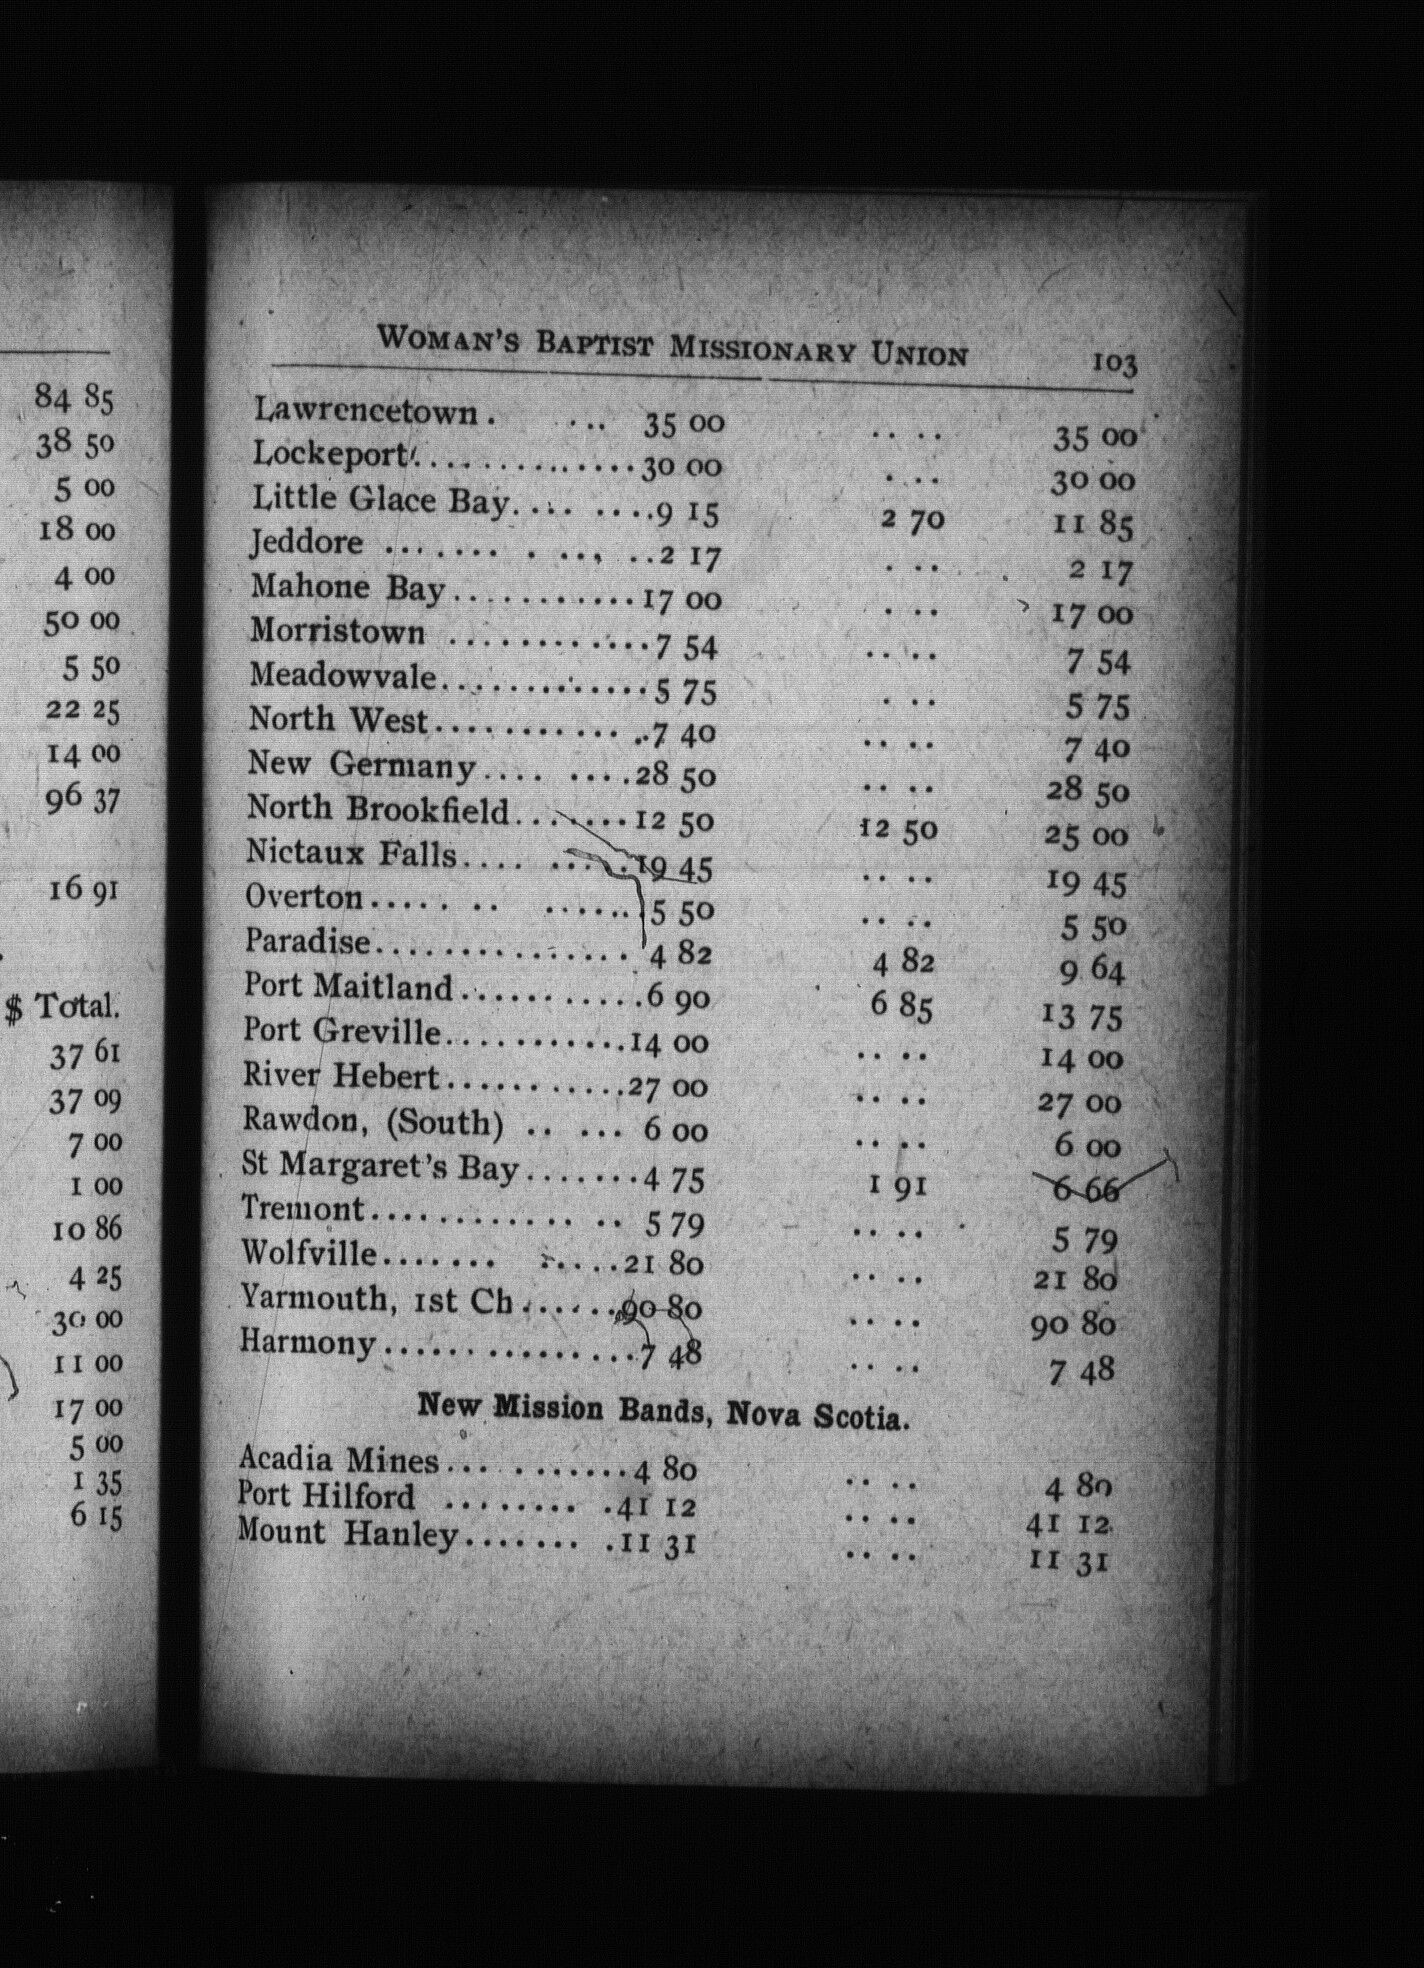 84 85
38 50
5 00
18 00
4 00
50 00
5 50
22 25
14 00
96 37
16 91
$ Total.
37 61
37 09
7 00
1 00
10 86
4 25
30 00
11 00
17 00
5 00
1 35
6 15
WOMAN'S BAPTIST MISSIONARY UNION 103
Lawrencetown . ... 35 00 .. .. 35 00
Lockeport..............30 00 . .. 30 00
Little Glace Bay.... ....9 15 2 70 11 85
Jeddore ....... . ... ..2 17 . .. 2 17
Mahone Bay...........17 00 . .. 17 00
Morristown ............7 54 .. .. 7 54
Meadowvale.............5 75 . .. 5 75
North West........... ..7 40 .. .. 7 40
New Germany.... ....28 50 .. .. 28 50
North Brookfield.......12 50 12 50 25 00
Nictaux Falls.... .....19 45 .. .. 19 45
Overton..... .. .......5 50 .. .. 5 50
Paradise............... 4 82 4 82 9 64
Port Maitland...........6 90 6 85 13 75
Port Greville...........14 00 .. .. 14 00
River Hebert...........27 00 .. .. 27 00
Rawdon, (South) .. ... 6 00 .. .. 6 00
St Margaret's Bay.......4 75 1 91 6 66
Tremont............ .. 5 79 .. .. 5 79
Wolfville....... .....21 80 .. .. 21 80
Yarmouth, 1st Ch......90 80 .. .. 90 80
Harmony...............7 48 .. .. 7 48
New Mission Bands, Nova Scotia.
Acadia Mines... .......4 80 .. .. 4 80
Port Hilford ........ .41 12 .. .. 41 12
Mount Hanley....... .11 31 .. .. 11 31